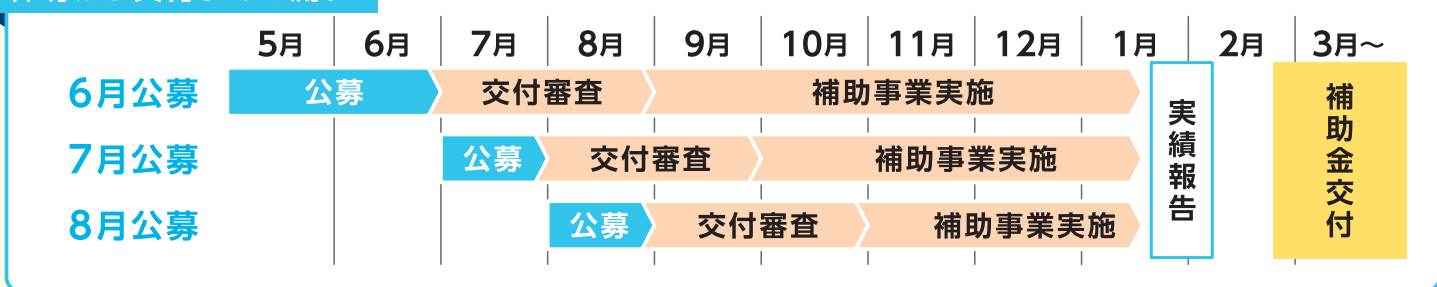 5月 6月 7月 8月 9月 10月 11月 12月 1月 2月 3月～
6月公募 公募 交付審査 補助事業実施
7月公募 公募 交付審査 補助事業実施
8月公募 公募 交付審査 補助事業実施
実績報告
補助金交付